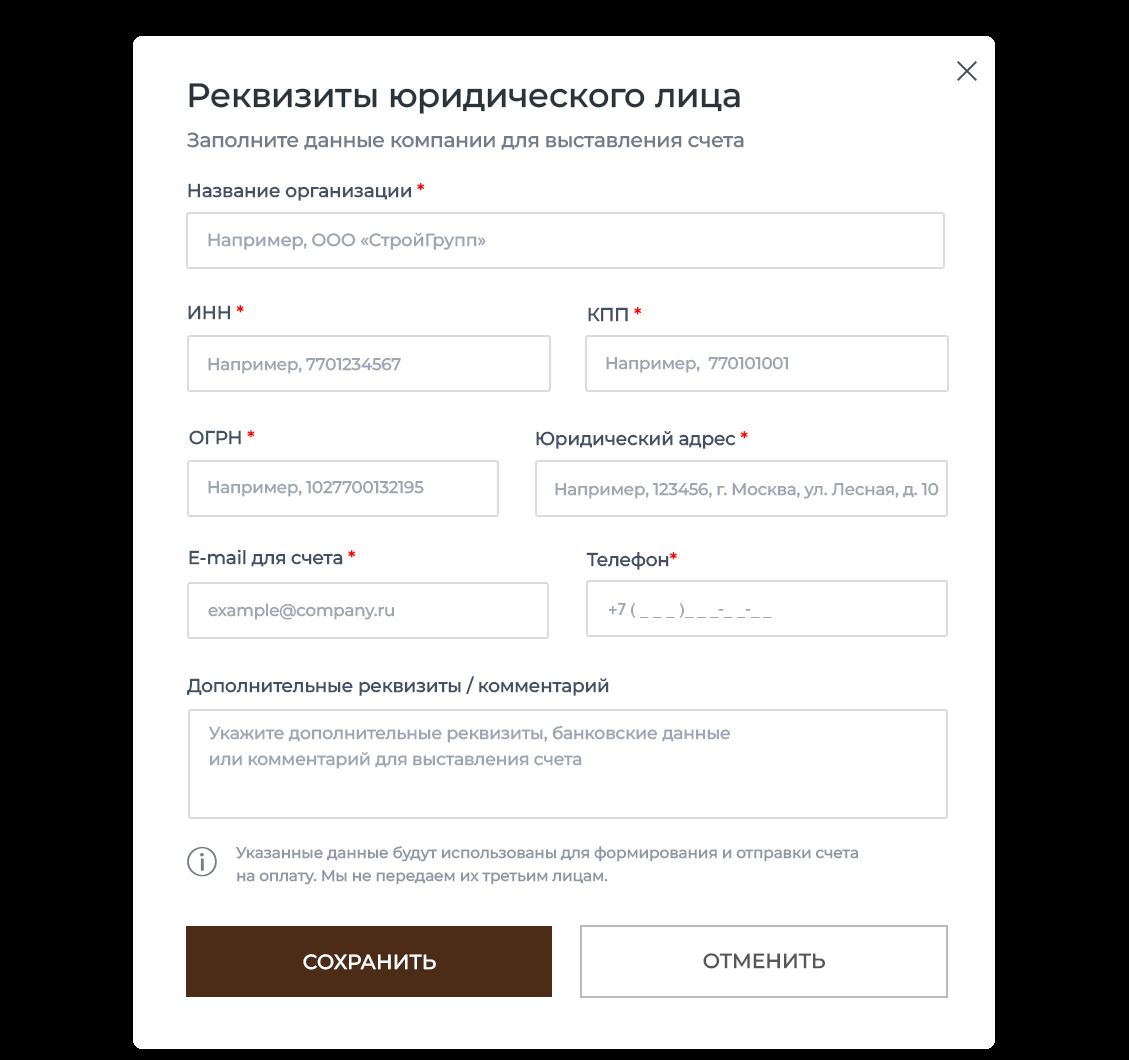 Реквизиты юридического лица
Заполните данные компании для выставления счета
Название организации *
Например, ООО «СтройГрупп»
ИНН *
КПП *
Например, 7701234567
Например,  770101001
ОГРН *
Юридический адрес *
Например, 1027700132195
Например, 123456, г. Москва, ул. Лесная, д. 10
E-mail для счета *
Телефон*
example@company.ru
+7 ( _ _ _ )_ _ _-_ _-_ _
Дополнительные реквизиты / комментарий
Укажите дополнительные реквизиты, банковские данные
или комментарий для выставления счета
Указанные данные будут использованы для формирования и отправки счета
на оплату. Мы не передаем их третьим лицам.
СОХРАНИТЬ
ОТМЕНИТЬ